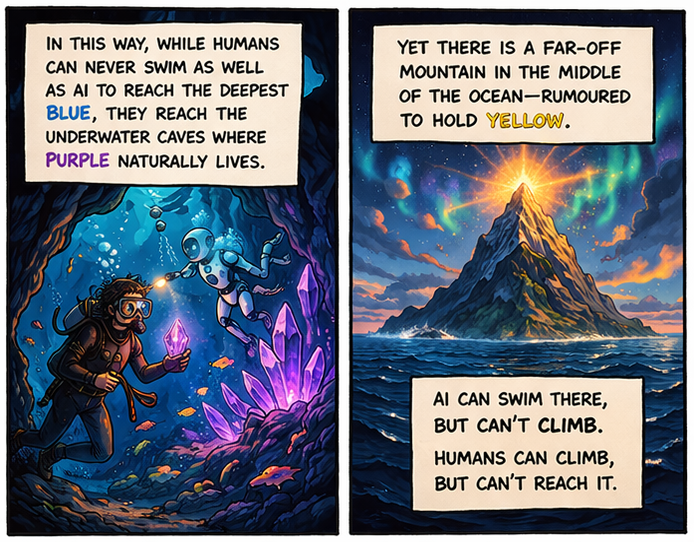 IN THIS WAY, WHILE HUMANS
CAN NEVER SWIM AS WELL
AS AI TO REACH THE DEEPEST
BLUE, THEY REACH THE
UNDERWATER CAVES WHERE
PURPLE NATURALLY LIVES.
YET THERE IS A FAR-OFF
MOUNTAIN IN THE MIDDLE
OF THE OCEAN—RUMOURED
TO HOLD YELLOW.
AI CAN SWIM THERE,
BUT CAN'T CLIMB.
HUMANS CAN CLIMB,
BUT CAN'T REACH IT.